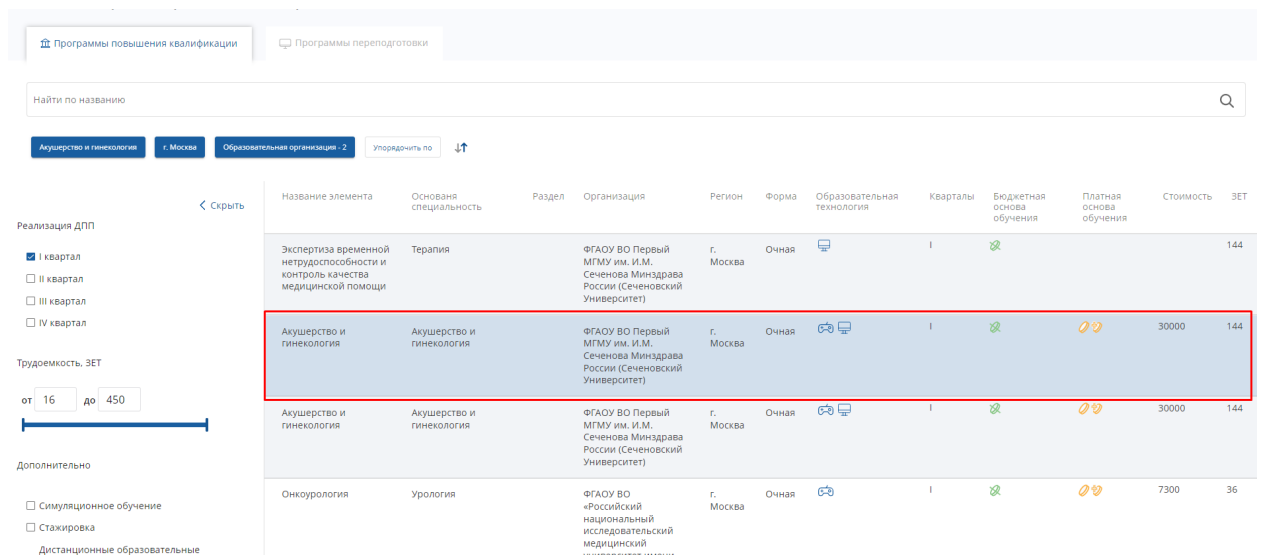 Программы повышения квалификации
Программы переподготовки
Найти по названию
Акушерство и гинекология
г. Москва
Образовательная организация - 2
Упорядочить по
Скрыть
Реализация ДПП
I квартал
II квартал
III квартал
IV квартал
Трудоемкость, ЗЕТ
от 16 до 450
Дополнительно
Симуляционное обучение
Стажировка
Дистанционные образовательные
Название элемента
Основаня
специальность
Раздел
Организация
Регион
Форма
Образовательная
технология
Кварталы
Бюджетная
основа
обучения
Платная
основа
обучения
Стоимость
ЗЕТ
Экспертиза временной
нетрудоспособности и
контроль качества
медицинской помощи
Терапия
ФГАОУ ВО Первый
МГМУ им. И.М.
Сеченова Минздрава
России (Сеченовский
Университет)
г.
Москва
Очная
I
144
Акушерство и
гинекология
Акушерство и
гинекология
ФГАОУ ВО Первый
МГМУ им. И.М.
Сеченова Минздрава
России (Сеченовский
Университет)
г.
Москва
Очная
I
30000
144
Акушерство и
гинекология
Акушерство и
гинекология
ФГАОУ ВО Первый
МГМУ им. И.М.
Сеченова Минздрава
России (Сеченовский
Университет)
г.
Москва
Очная
I
30000
144
Онкоурология
Урология
ФГАОУ ВО
«Российский
национальный
исследовательский
медицинский
университет имени
г.
Москва
Очная
I
7300
36